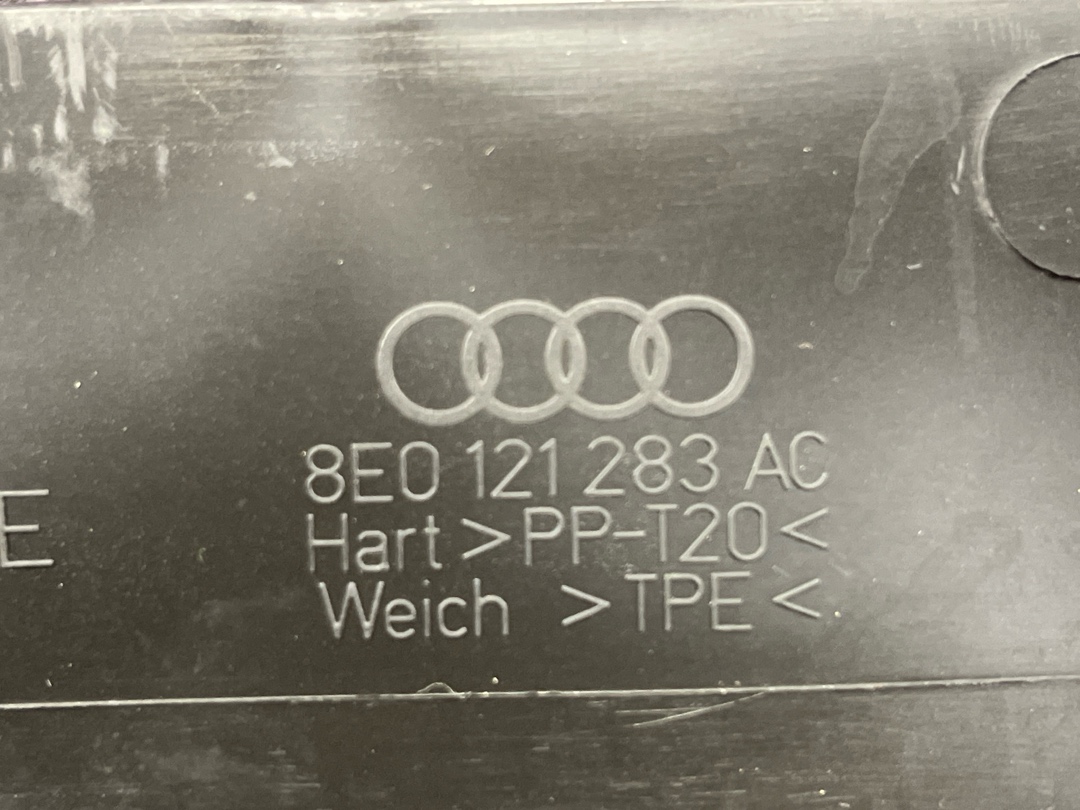 8E0 121 283 AC
E
Hart >PP-T20<
Weich >TPE<